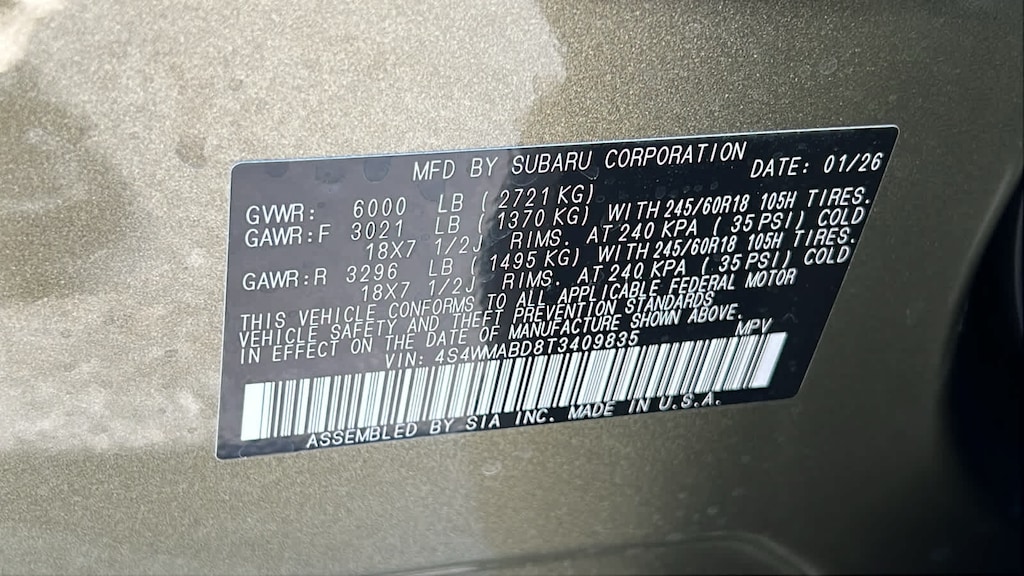 MFD BY SUBARU CORPORATION DATE: 01/26
GVWR: 6000 LB ( 2721 KG)
GAWR:F 3021 LB ( 1370 KG) WITH 245/60R18 105H TIRES.
18X7 1/2J RIMS. AT 240 KPA ( 35 PSI) COLD
GAWR:R 3296 LB ( 1495 KG) WITH 245/60R18 105H TIRES.
18X7 1/2J RIMS. AT 240 KPA ( 35 PSI) COLD
THIS VEHICLE CONFORMS TO ALL APPLICABLE FEDERAL MOTOR
VEHICLE SAFETY AND THEFT PREVENTION STANDARDS
IN EFFECT ON THE DATE OF MANUFACTURE SHOWN ABOVE.
VIN: 4S4WMABD8T3409835 MPV
ASSEMBLED BY SIA INC. MADE IN U.S.A.